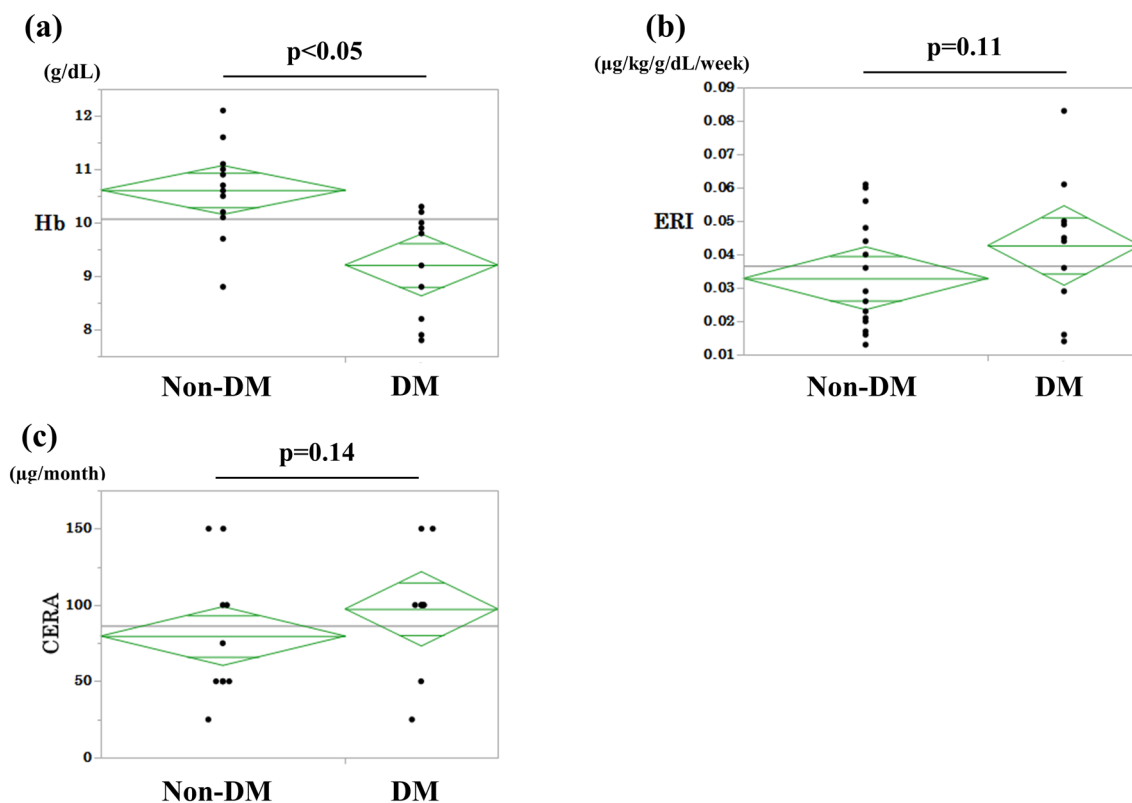 (a)
p<0.05
(g/dL)
12
11
10
9
8
Hb
Non-DM DM
(b)
p=0.11
(μg/kg/g/dL/week)
0.09
0.08
0.07
0.06
0.05
0.04
0.03
0.02
0.01
ERI
Non-DM DM
(c)
p=0.14
(μg/month)
150
100
50
0
CERA
Non-DM DM